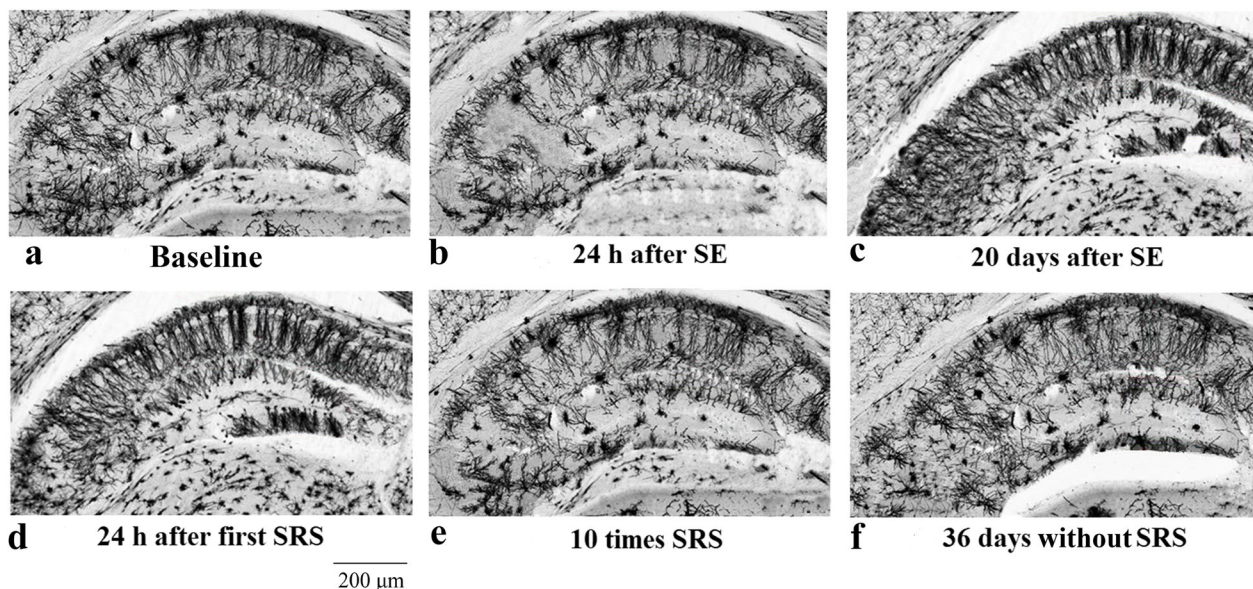 a
Baseline
b
24 h after SE
c
20 days after SE
d
24 h after first SRS
e
10 times SRS
f
36 days without SRS
200 μm